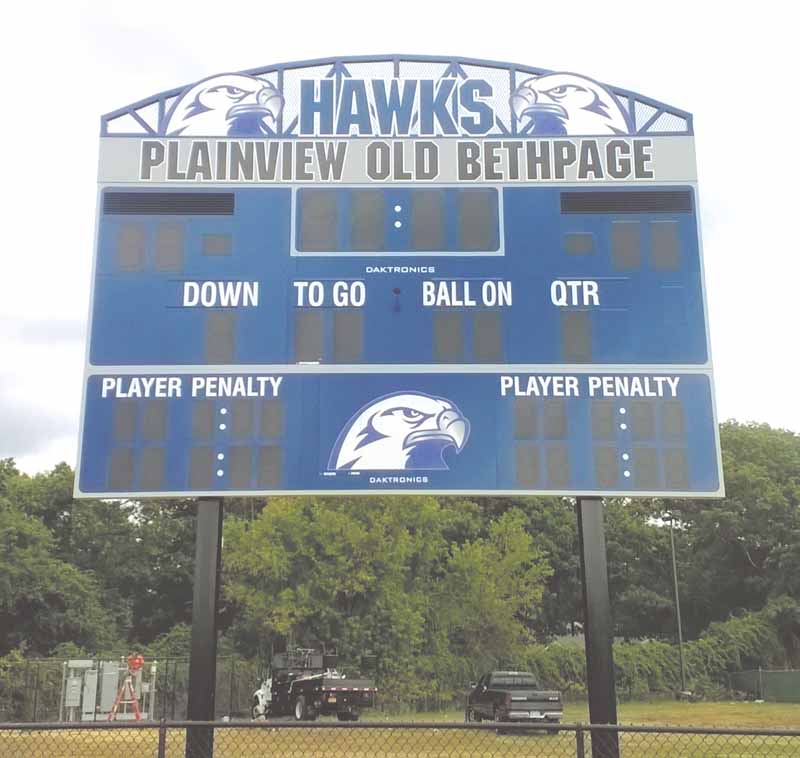 HAWKS
PLAINVIEW OLD BETHPAGE
DAKTRONICS
DOWN TO GO BALL ON QTR
PLAYER PENALTY PLAYER PENALTY
DAKTRONICS